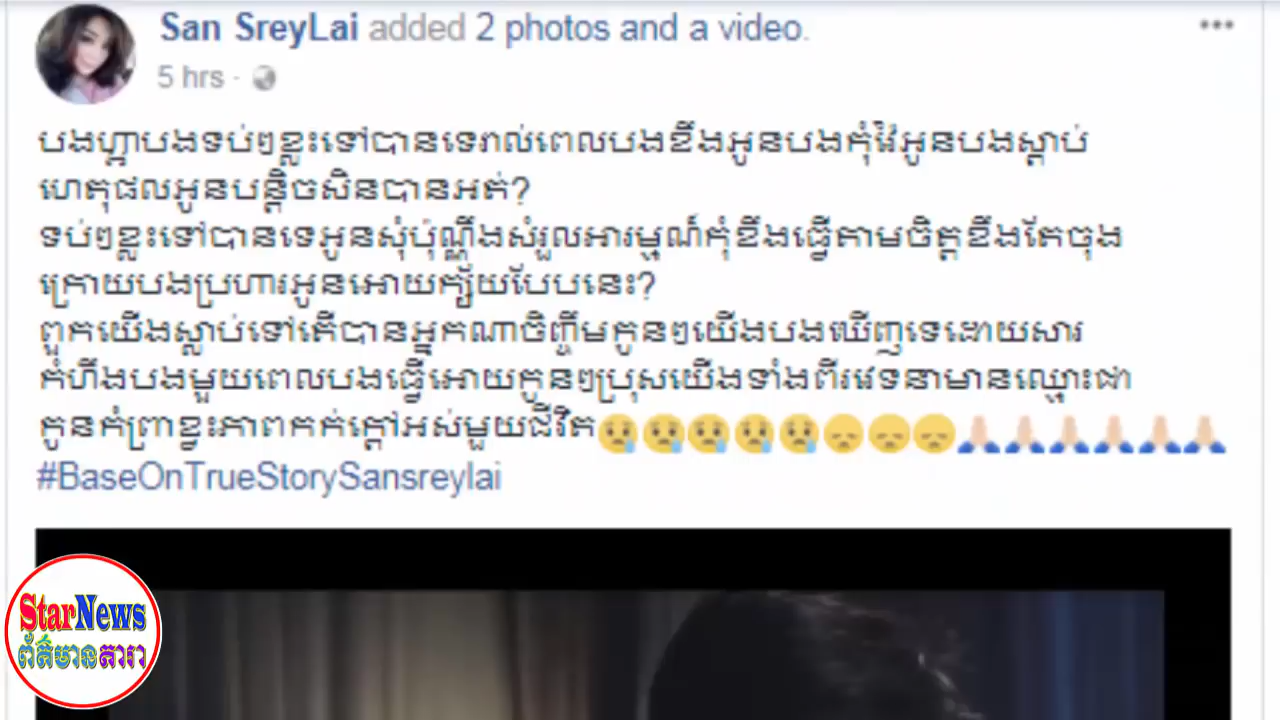 San SreyLai added 2 photos and a video.
5 hrs ·
បងហ្អាបងទប់ៗខ្លះទៅបានទេរាល់ពេលបងខឹងអូនបងកុំវ៉ៃអូនបងស្ដាប់
ហេតុផលអូនបន្តិចសិនបានអត់?
ទប់ៗខ្លះទៅបានទេអូនសុំប៉ុណ្ណឹងសំរួលអារម្មណ៍កុំខឹងធ្វើតាមចិត្តខឹងតែចុង
ក្រោយបងប្រហារអូនអោយក្ស័យបែបនេះ?
ពួកយើងស្លាប់ទៅតើបានអ្នកណាចិញ្ចឹមកូនៗយើងបងឃើញទេដោយសារ
កំហឹងបងមួយពេលបងធ្វើអោយកូនៗប្រុសយើងទាំងពីរវេទនាមានឈ្មោះជា
កូនកំព្រាខ្វះភាពកក់ក្ដៅអស់មួយជីវិត😢😢😢😢😢😞😞😞🙏🏻🙏🏻🙏🏻🙏🏻🙏🏻🙏🏻
#BaseOnTrueStorySansreylai
StarNews
ព័ត៌មានតារា